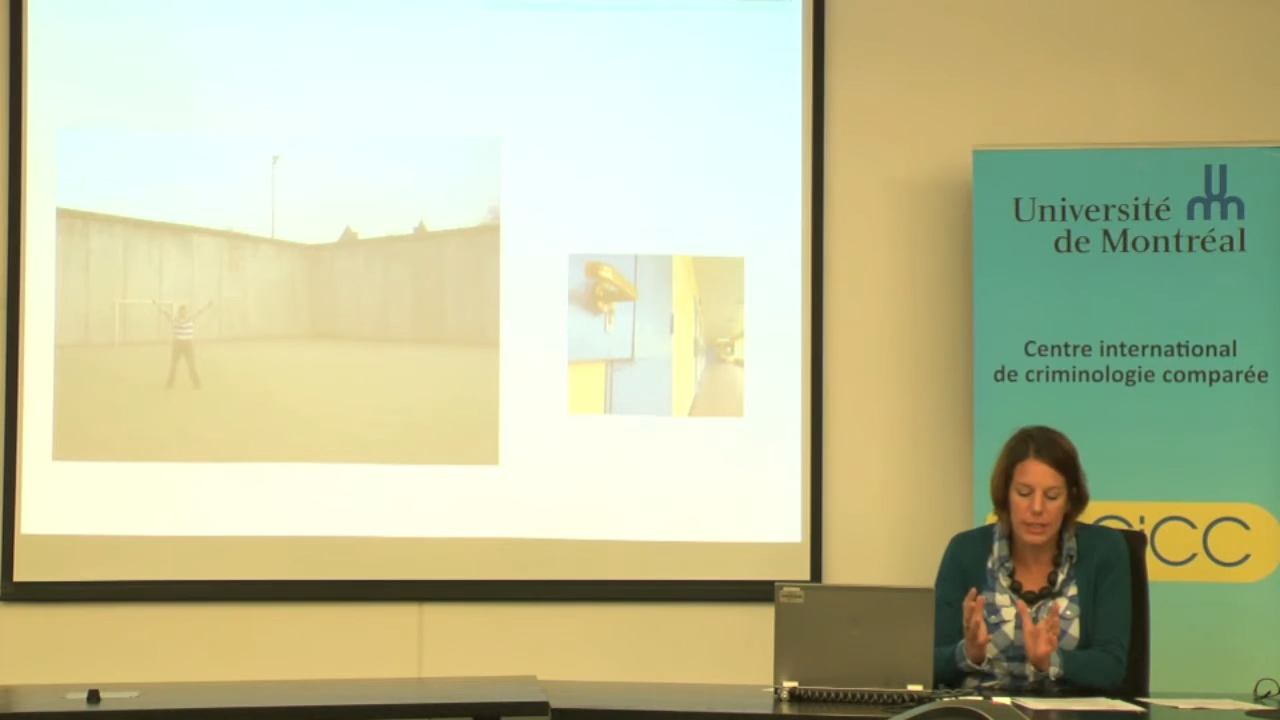 Université
de Montréal
Centre international
de criminologie comparée
CiCC